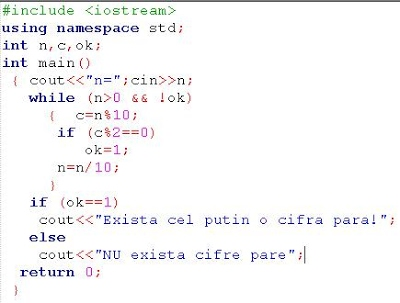 #include <iostream>
using namespace std;
int n,c,ok;
int main()
{ cout<<"n=";cin>>n;
while (n>0 && !ok)
{ c=n%10;
if (c%2==0)
ok=1;
n=n/10;
}
if (ok==1)
cout<<"Exista cel putin o cifra para!";
else
cout<<"NU exista cifre pare";
return 0;
}